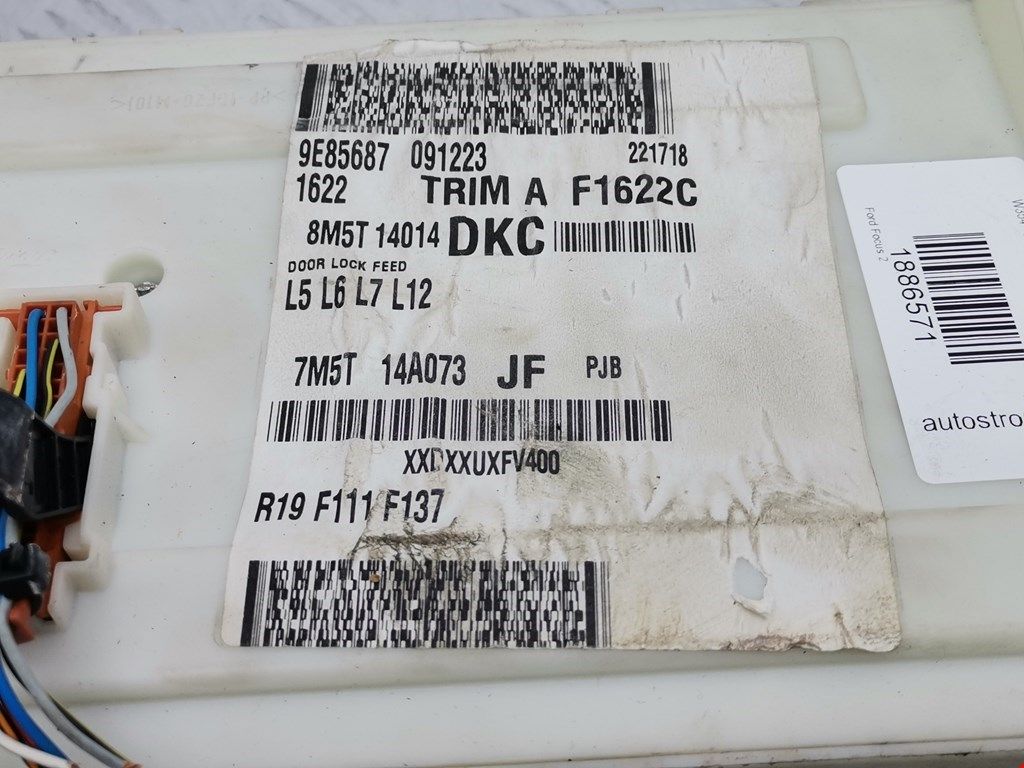 9E85687 091223 221718
1622 TRIM A F1622C
8M5T 14014 DKC
DOOR LOCK FEED
L5 L6 L7 L12
7M5T 14A073 JF PJB
R19 F111 F137
Ford Focus 2
1886571
autostro